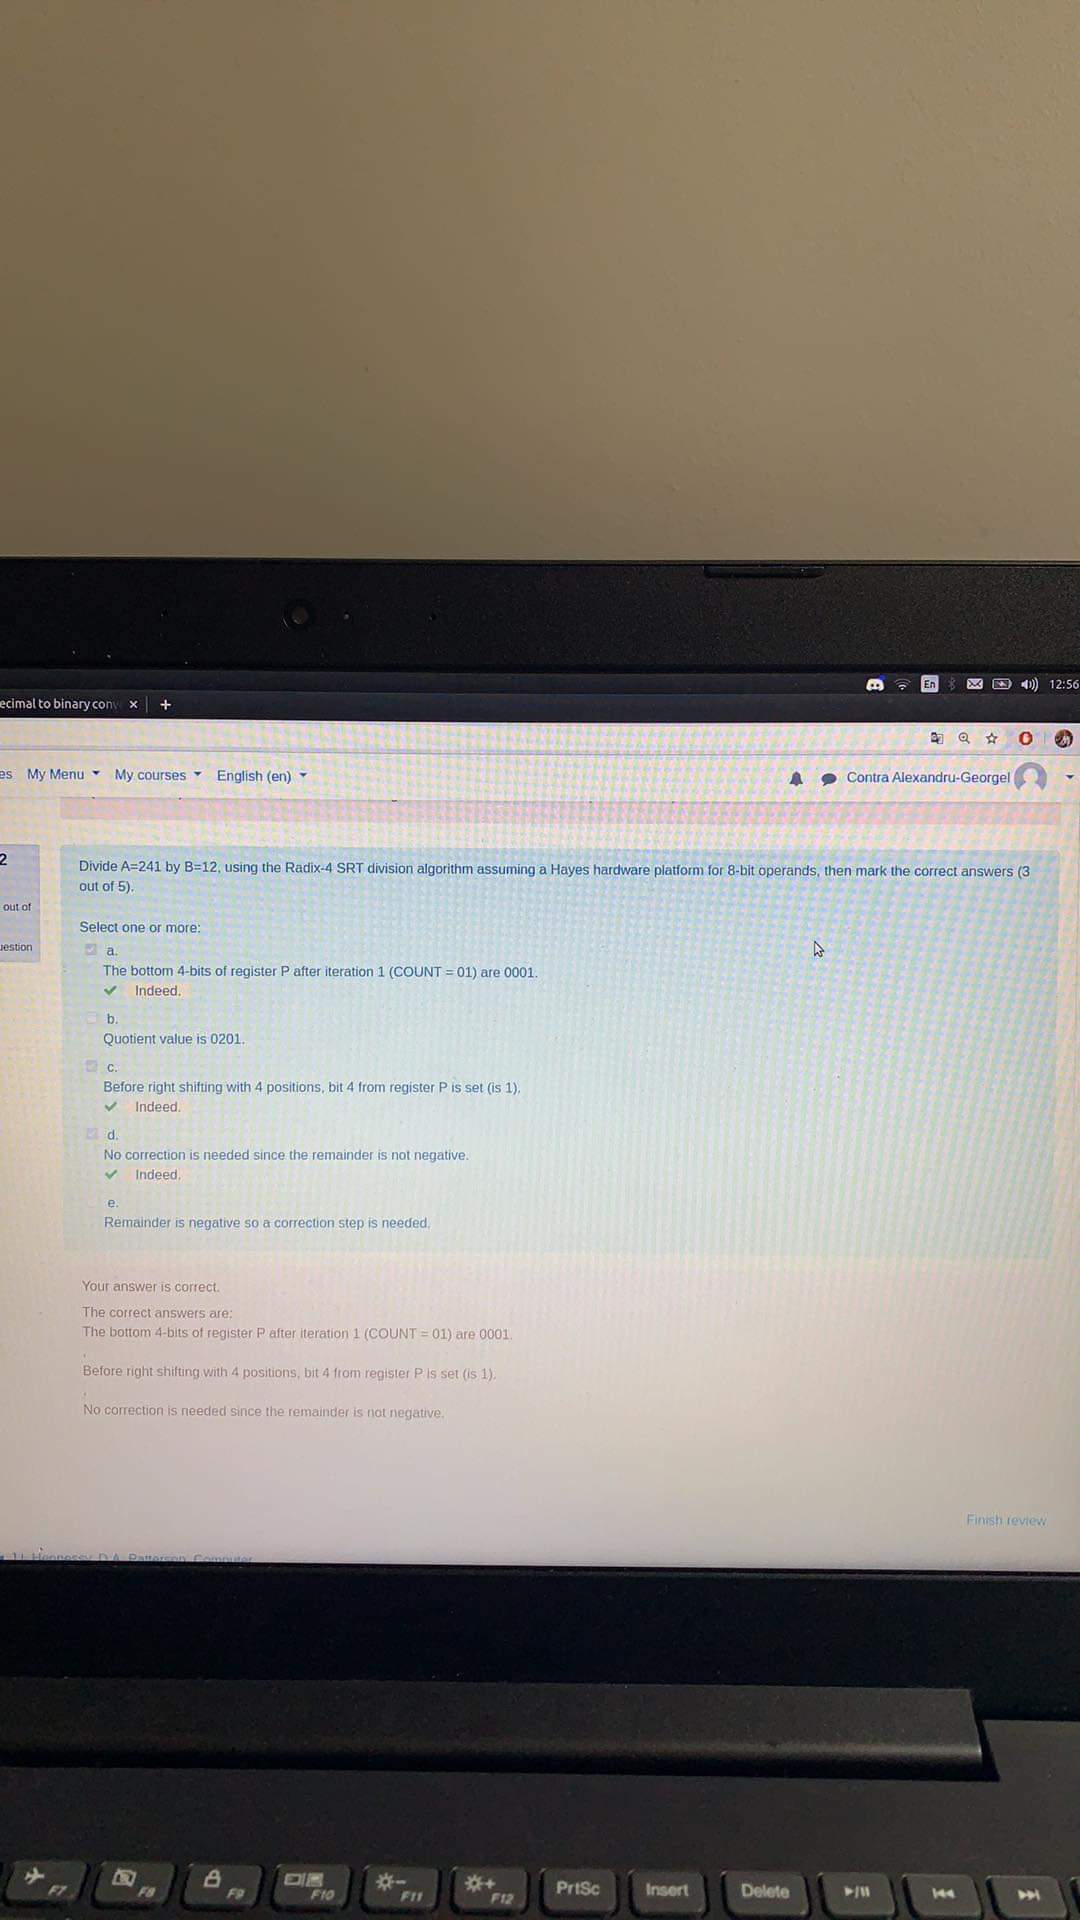 En
12:56
ecimal to binary conv × +
es My Menu My courses English (en) Contra Alexandru-Georgel
2
out of
uestion
Divide A=241 by B=12, using the Radix-4 SRT division algorithm assuming a Hayes hardware platform for 8-bit operands, then mark the correct answers (3
out of 5).
Select one or more:
a.
The bottom 4-bits of register P after iteration 1 (COUNT = 01) are 0001.
Indeed.
b.
Quotient value is 0201.
c.
Before right shifting with 4 positions, bit 4 from register P is set (is 1).
Indeed.
d.
No correction is needed since the remainder is not negative.
Indeed.
e.
Remainder is negative so a correction step is needed.
Your answer is correct.
The correct answers are:
The bottom 4-bits of register P after iteration 1 (COUNT = 01) are 0001.
,
Before right shifting with 4 positions, bit 4 from register P is set (is 1).
,
No correction is needed since the remainder is not negative.
Finish review
Hennessy, D.A. Patterson, Computer
F7 F8 F9 F10 F11 F12 PrtSc Insert Delete